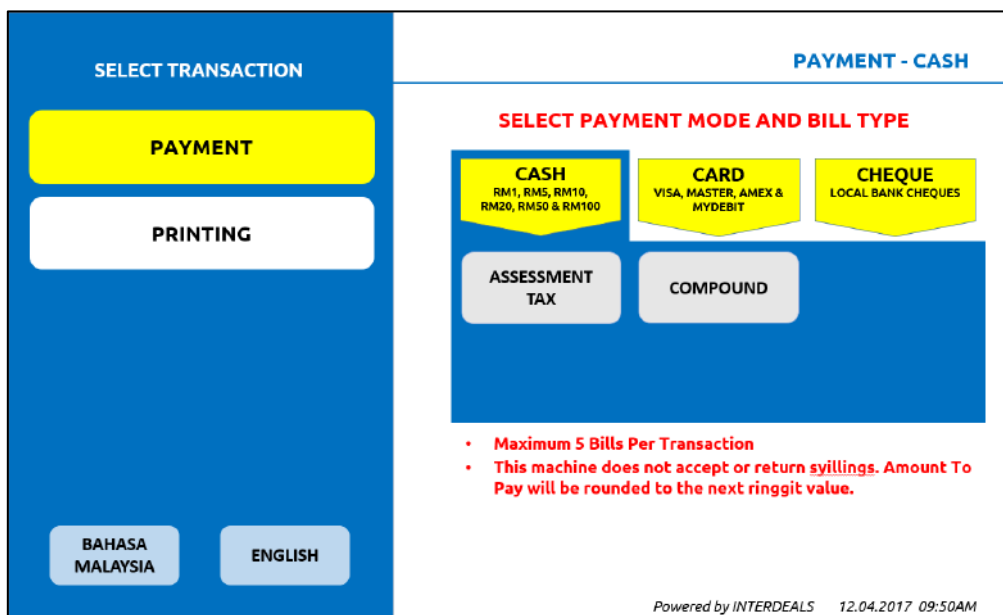 SELECT TRANSACTION
PAYMENT
PRINTING
BAHASA
MALAYSIA
ENGLISH
PAYMENT - CASH
SELECT PAYMENT MODE AND BILL TYPE
CASH
RM1, RM5, RM10,
RM20, RM50 & RM100
CARD
VISA, MASTER, AMEX &
MYDEBIT
CHEQUE
LOCAL BANK CHEQUES
ASSESSMENT
TAX
COMPOUND
• Maximum 5 Bills Per Transaction
• This machine does not accept or return syillings. Amount To
Pay will be rounded to the next ringgit value.
Powered by INTERDEALS 12.04.2017 09:50AM